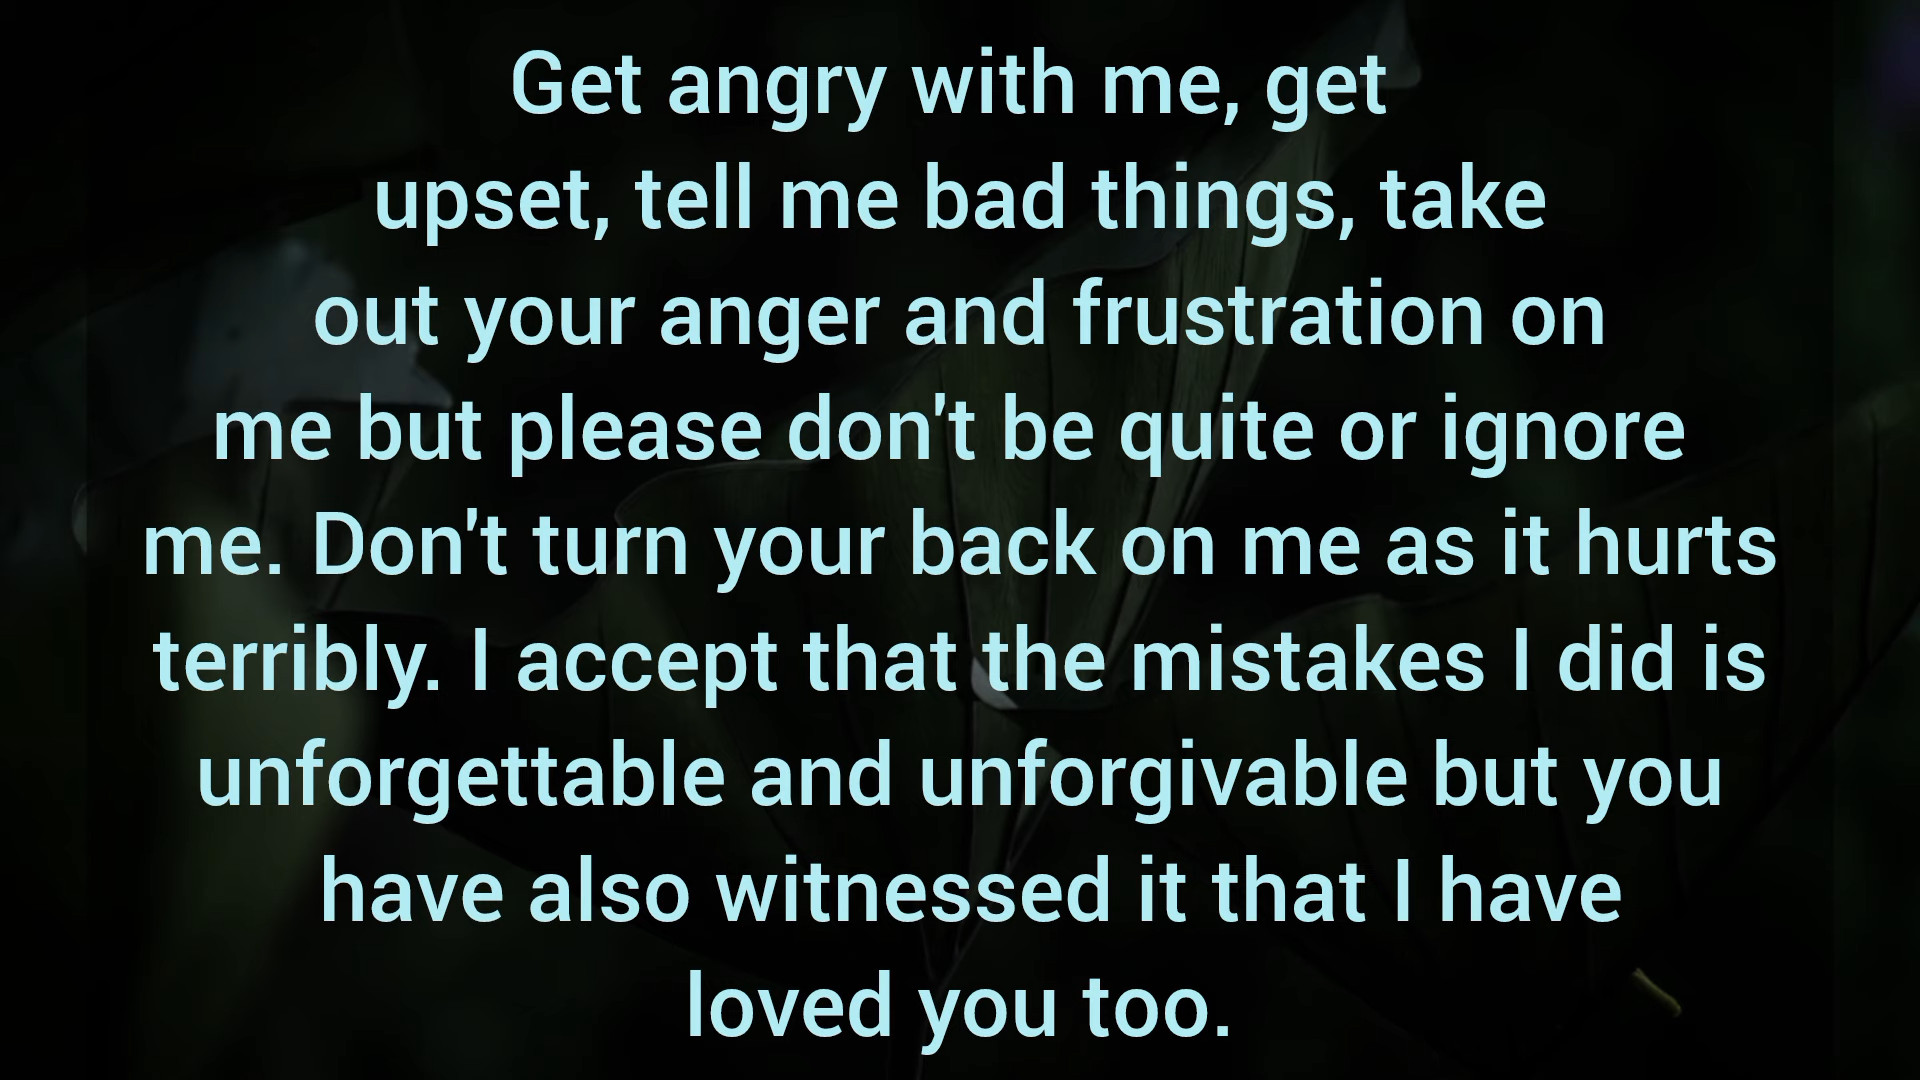 Get angry with me, get
upset, tell me bad things, take
out your anger and frustration on
me but please don't be quite or ignore
me. Don't turn your back on me as it hurts
terribly. I accept that the mistakes I did is
unforgettable and unforgivable but you
have also witnessed it that I have
loved you too.